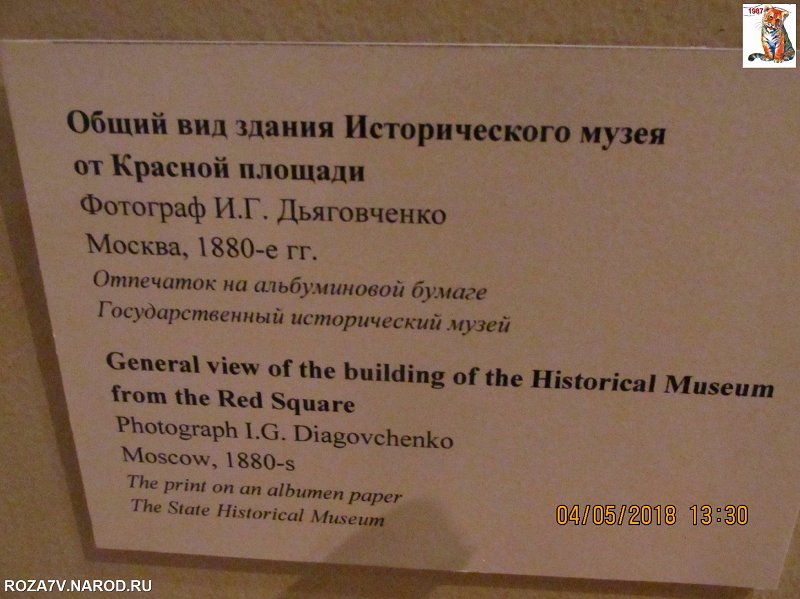 1987
Общий вид здания Исторического музея
от Красной площади
Фотограф И.Г. Дьяговченко
Москва, 1880-е гг.
Отпечаток на альбуминовой бумаге
Государственный исторический музей
General view of the building of the Historical Museum
from the Red Square
Photograph I.G. Diagovchenko
Moscow, 1880-s
The print on an albumen paper
The State Historical Museum
04/05/2018 13:30
ROZA7V.NAROD.RU